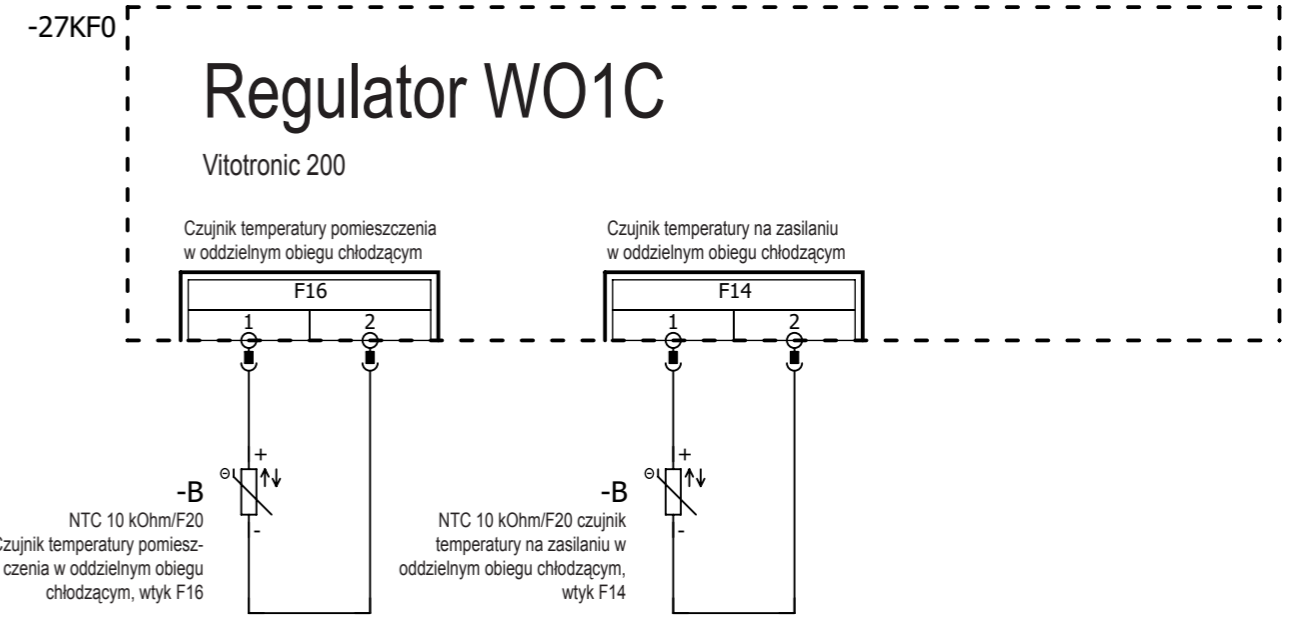 -27KF0
Regulator WO1C
Vitotronic 200
Czujnik temperatury pomieszczenia
w oddzielnym obiegu chłodzącym
F16
1 2
Czujnik temperatury na zasilaniu
w oddzielnym obiegu chłodzącym
F14
1 2
+
Θ
-B
-
NTC 10 kOhm/F20
Czujnik temperatury pomiesz-
czenia w oddzielnym obiegu
chłodzącym, wtyk F16
+
Θ
-B
-
NTC 10 kOhm/F20 czujnik
temperatury na zasilaniu w
oddzielnym obiegu chłodzącym,
wtyk F14